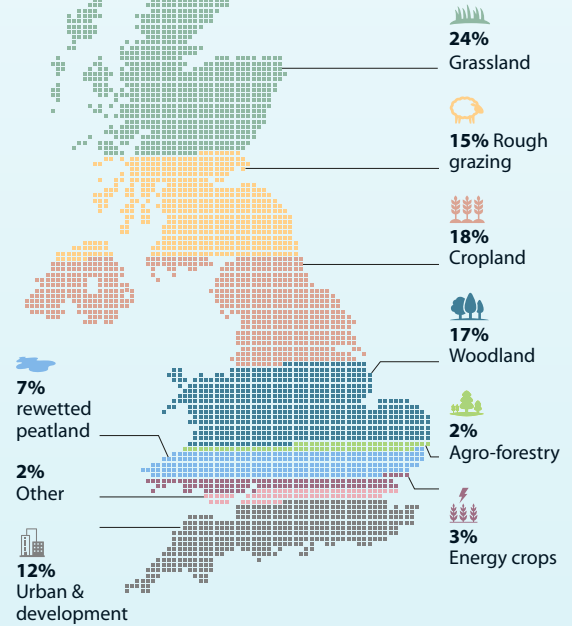 24%
Grassland
15% Rough
grazing
18%
Cropland
17%
Woodland
2%
Agro-forestry
3%
Energy crops
7%
rewetted
peatland
2%
Other
12%
Urban &
development